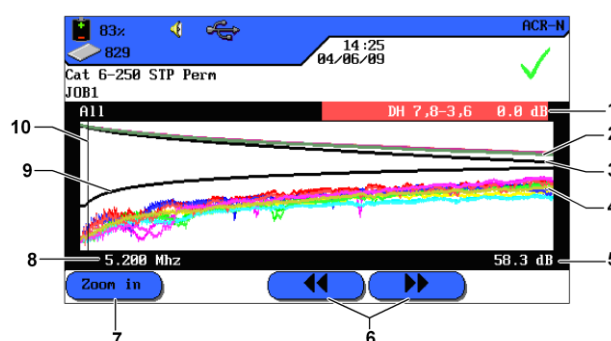 83% ACR-N
829 14:25
04/06/09
Cat 6-250 STP Perm
JOB1
All DH 7,8-3,6 0.0 dB 1
10 2
3
9
4
8 5.200 Mhz 58.3 dB 5
Zoom in
7 6